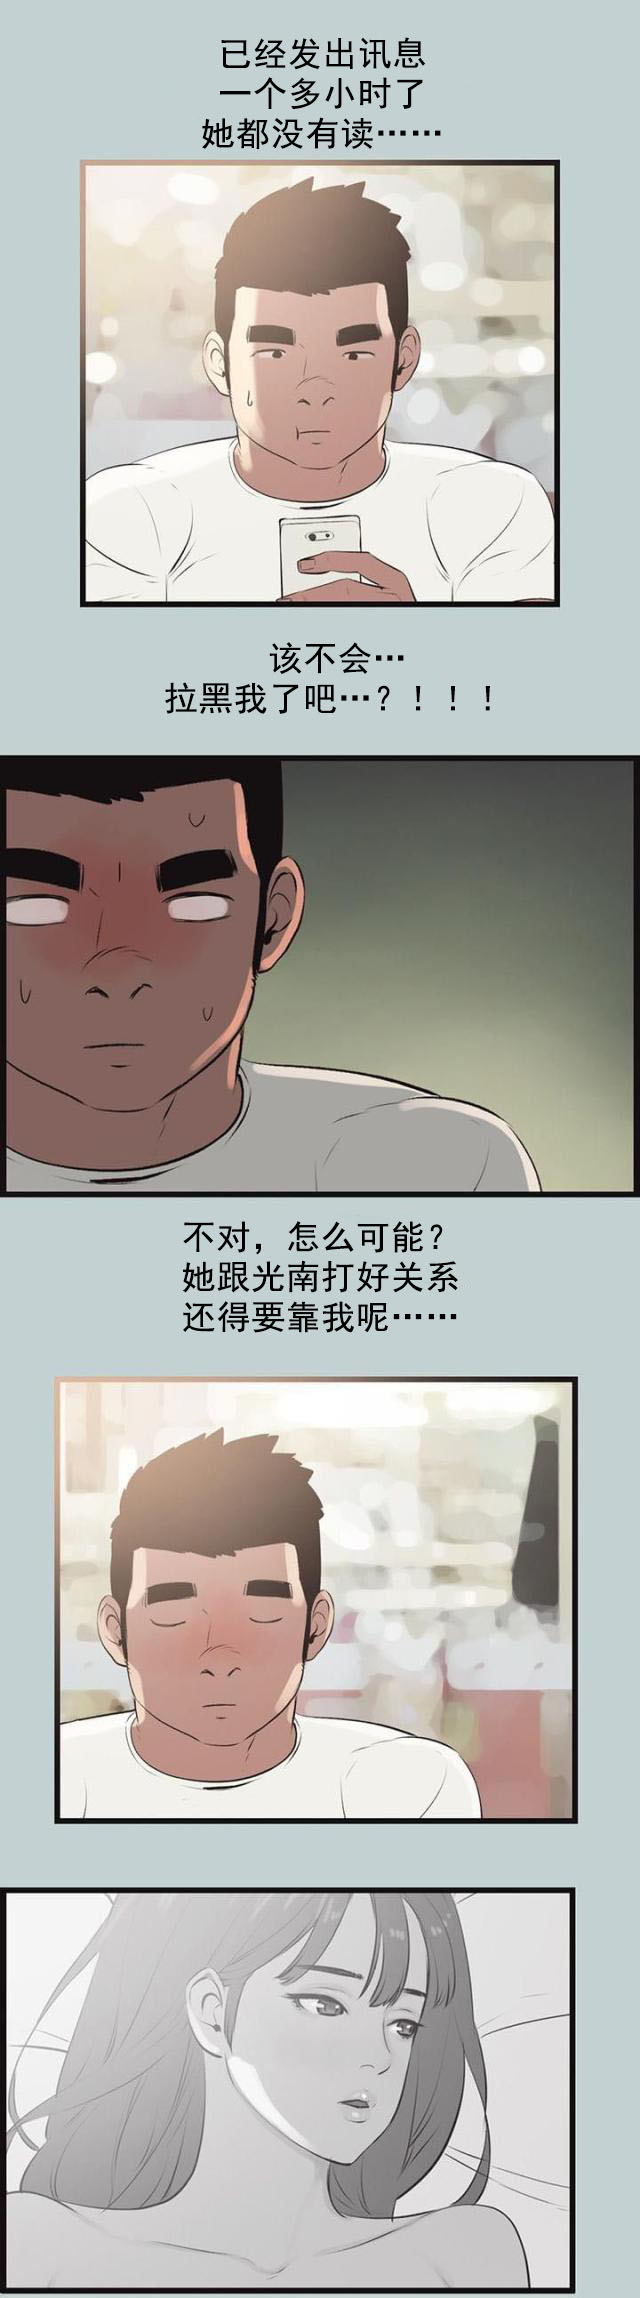 已经发出讯息
一个多小时了
她都没有读⋯⋯
该不会⋯
拉黑我了吧⋯？！！！
不对，怎么可能？
她跟光南打好关系
还得要靠我呢⋯⋯